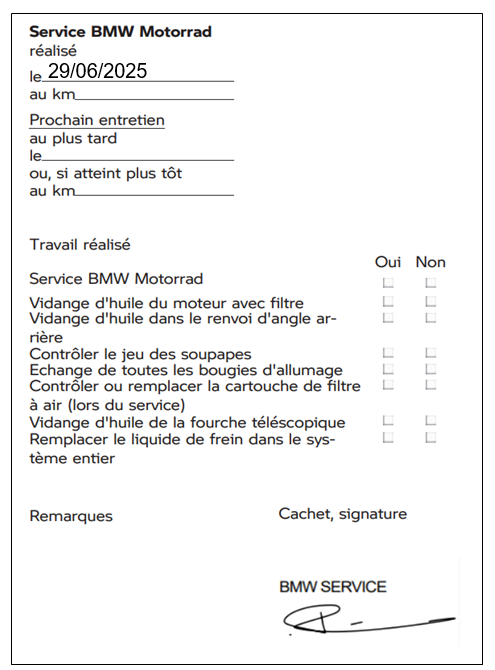 Service BMW Motorrad
réalisé
le 29/06/2025
au km
Prochain entretien
au plus tard
le
ou, si atteint plus tôt
au km
Travail réalisé
Oui Non
Service BMW Motorrad
Vidange d'huile du moteur avec filtre
Vidange d'huile dans le renvoi d'angle ar-
rière
Contrôler le jeu des soupapes
Echange de toutes les bougies d'allumage
Contrôler ou remplacer la cartouche de filtre
à air (lors du service)
Vidange d'huile de la fourche téléscopique
Remplacer le liquide de frein dans le sys-
tème entier
Remarques
Cachet, signature
BMW SERVICE